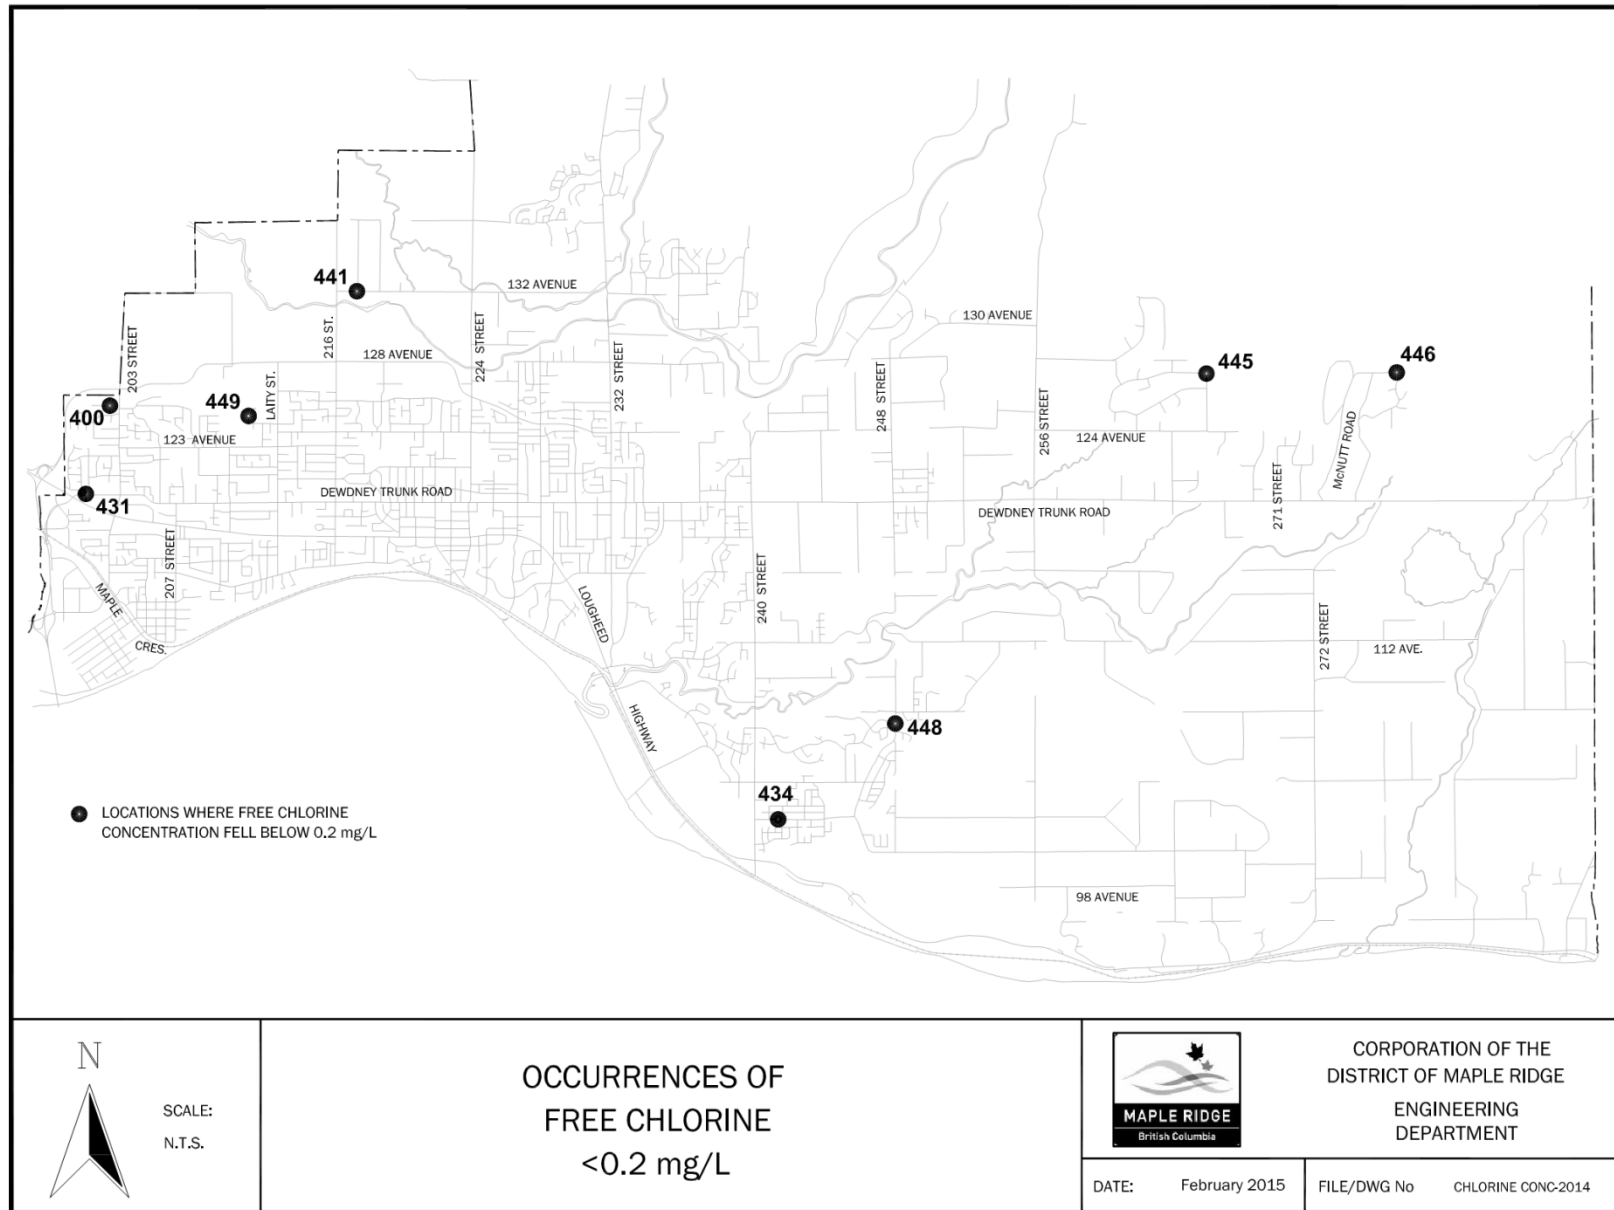 441
132 AVENUE
130 AVENUE
203 STREET
216 ST.
128 AVENUE
224 STREET
232 STREET
248 STREET
445
446
400
449
LAITY ST.
123 AVENUE
256 STREET
124 AVENUE
McNUTT ROAD
431
DEWDNEY TRUNK ROAD
DEWDNEY TRUNK ROAD
271 STREET
207 STREET
MAPLE
CRES.
LOUGHEED
HIGHWAY
240 STREET
272 STREET
112 AVE.
448
434
98 AVENUE
LOCATIONS WHERE FREE CHLORINE
CONCENTRATION FELL BELOW 0.2 mg/L
N
SCALE:
N.T.S.
OCCURRENCES OF
FREE CHLORINE
<0.2 mg/L
MAPLE RIDGE
British Columbia
CORPORATION OF THE
DISTRICT OF MAPLE RIDGE
ENGINEERING
DEPARTMENT
DATE: February 2015
FILE/DWG No CHLORINE CONC-2014